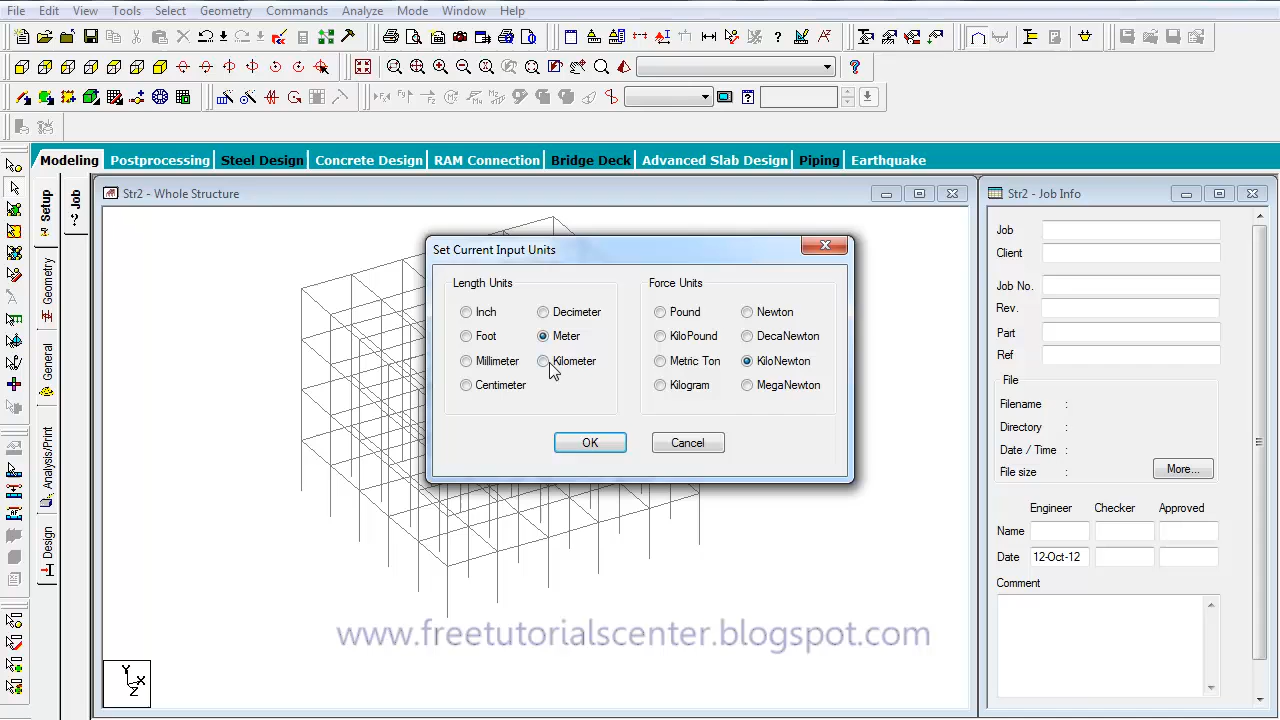 File Edit View Tools Select Geometry Commands Analyze Mode Window Help
Modeling Postprocessing Steel Design Concrete Design RAM Connection Bridge Deck Advanced Slab Design Piping Earthquake
Setup
Job
Geometry
General
Analysis/Print
Design
Str2 - Whole Structure
Set Current Input Units
Length Units
Inch Decimeter
Foot Meter
Millimeter Kilometer
Centimeter
Force Units
Pound Newton
KiloPound DecaNewton
Metric Ton KiloNewton
Kilogram MegaNewton
OK Cancel
www.freetutorialscenter.blogspot.com
Y
X
Z
Str2 - Job Info
Job
Client
Job No.
Rev.
Part
Ref
File
Filename :
Directory :
Date / Time :
File size : More...
Engineer Checker Approved
Name
Date 12-Oct-12
Comment